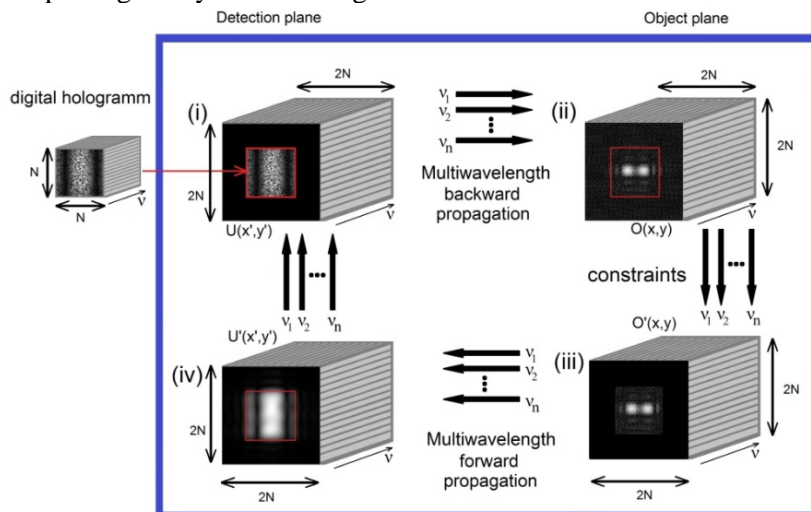 Detection plane
Object plane
digital hologramm
N
N
ν
(i)
2N
2N
U(x',y')
ν1
ν2
νn
Multiwavelength
backward
propagation
(ii)
2N
2N
O(x,y)
constraints
ν1 ν2 νn
O'(x,y)
(iii)
2N
2N
ν
ν1
ν2
νn
Multiwavelength
forward
propagation
ν1 ν2 νn
U'(x',y')
(iv)
2N
2N
ν